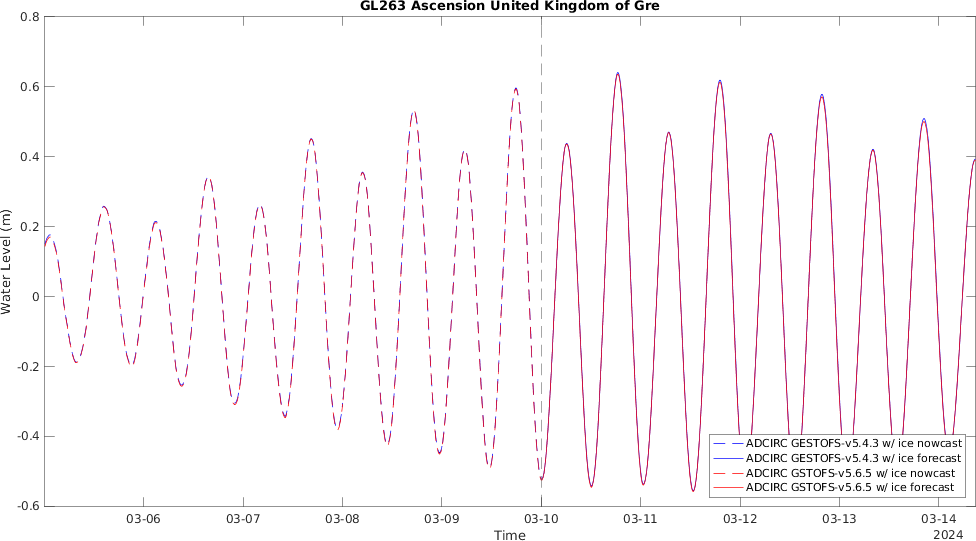 GL263 Ascension United Kingdom of Gre
0.8
0.6
0.4
0.2
0
-0.2
-0.4
-0.6
Water Level (m)
ADCIRC GESTOFS-v5.4.3 w/ ice nowcast
ADCIRC GESTOFS-v5.4.3 w/ ice forecast
ADCIRC GSTOFS-v5.6.5 w/ ice nowcast
ADCIRC GSTOFS-v5.6.5 w/ ice forecast
03-06 03-07 03-08 03-09 03-10 03-11 03-12 03-13 03-14
2024
Time